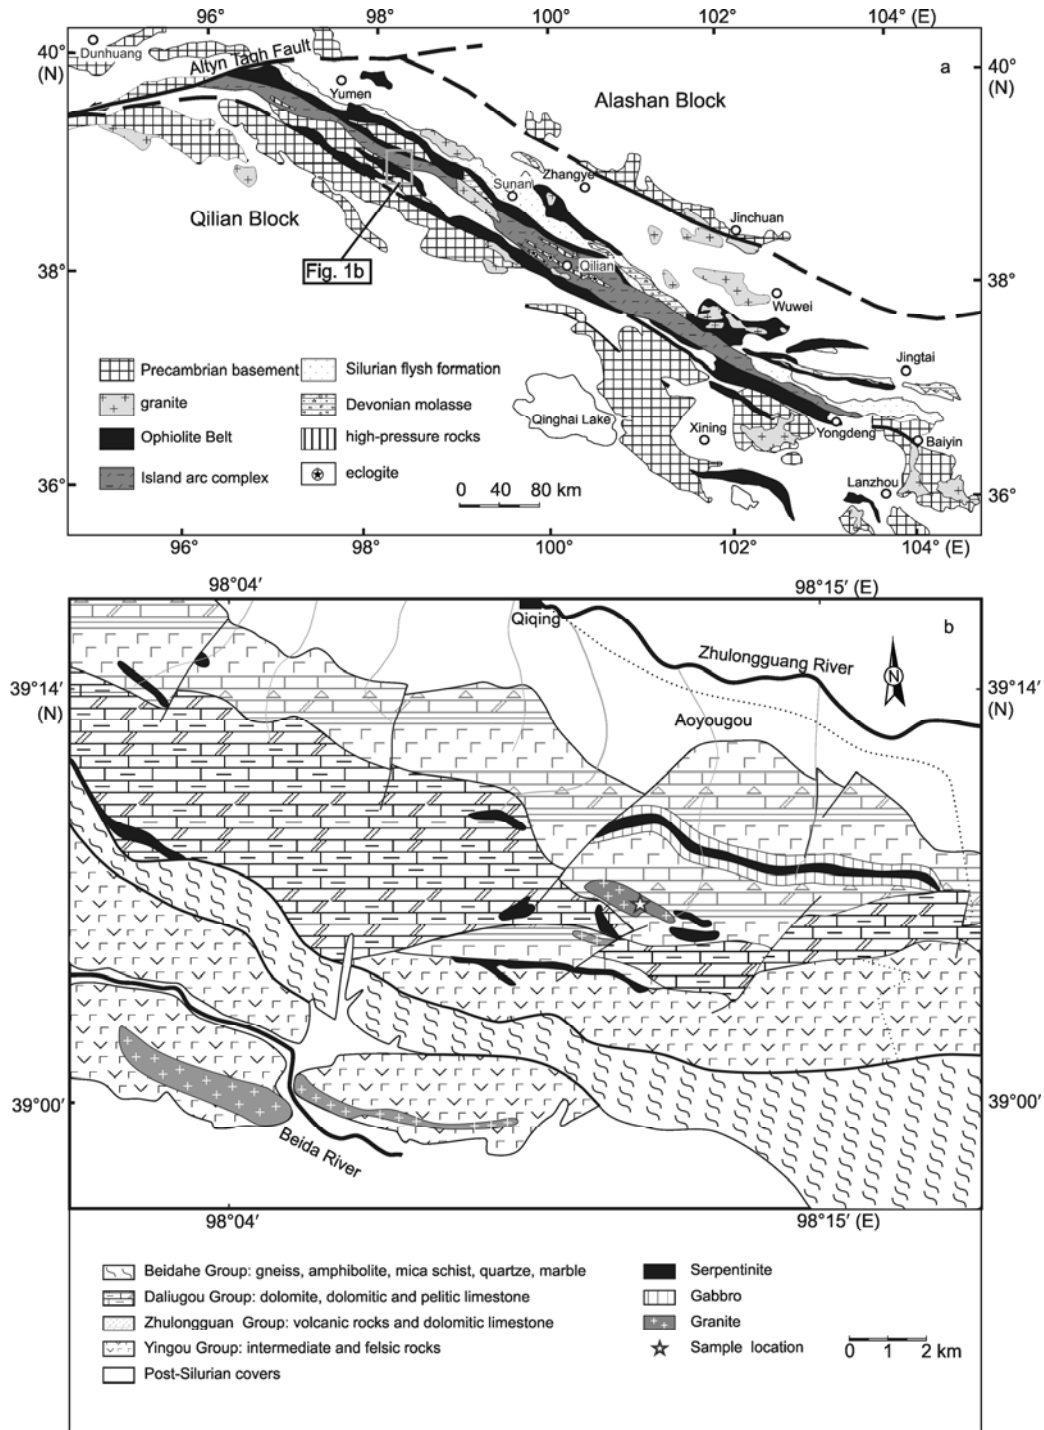 96° 98° 100° 102° 104° (E)
40°
(N)
40°
(N)
a
Dunhuang
Altyn Tagh Fault
Yumen
Alashan Block
Zhangye
Sunan
Jinchuan
Qilian Block
Fig. 1b
38°
38°
Qilian
Wuwei
Jingtai
Precambrian basement
Silurian flysh formation
granite
Devonian molasse
Qinghai Lake
Ophiolite Belt
high-pressure rocks
Xining
Yongdeng
Baiyin
Island arc complex
eclogite
Lanzhou
36°
36°
0 40 80 km
96° 98° 100° 102° 104° (E)
98°04′ 98°15′ (E)
Qiqing
b
Zhulongguang River
N
39°14′
(N)
39°14′
(N)
Aoyougou
39°00′
39°00′
Beida River
98°04′ 98°15′ (E)
Beidahe Group: gneiss, amphibolite, mica schist, quartze, marble
Daliugou Group: dolomite, dolomitic and pelitic limestone
Zhulongguan Group: volcanic rocks and dolomitic limestone
Yingou Group: intermediate and felsic rocks
Post-Silurian covers
Serpentinite
Gabbro
Granite
Sample location
0 1 2 km